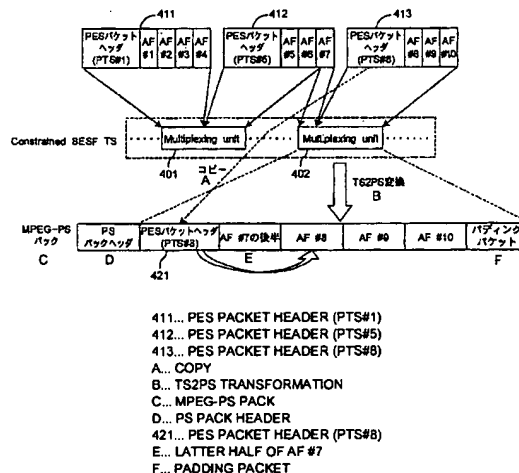 411
412
413
PESパケット
ヘッダ
(PTS#1)
AF
#1
AF
#2
AF
#3
AF
#4
PESパケット
ヘッダ
(PTS#5)
AF
#5
AF
#6
AF
#7
PESパケット
ヘッダ
(PTS#8)
AF
#8
AF
#9
AF
#10
Constrained SESF TS
Multiplexing unit
Multiplexing unit
401
402
コピー
A
TS2PS変換
B
MPEG-PS
パック
C
PS
パックヘッダ
D
PESパケットヘッダ
(PTS#8)
421
AF #7の後半
E
AF #8
AF #9
AF #10
パディング
パケット
F
411... PES PACKET HEADER (PTS#1)
412... PES PACKET HEADER (PTS#5)
413... PES PACKET HEADER (PTS#8)
A... COPY
B... TS2PS TRANSFORMATION
C... MPEG-PS PACK
D... PS PACK HEADER
421... PES PACKET HEADER (PTS#8)
E... LATTER HALF OF AF #7
F... PADDING PACKET